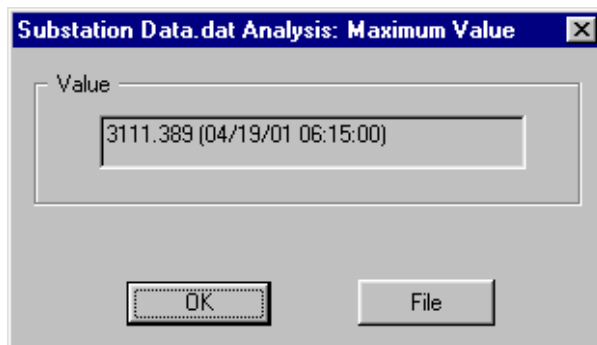 Substation Data.dat Analysis: Maximum Value
Value
3111.389 (04/19/01 06:15:00)
OK File